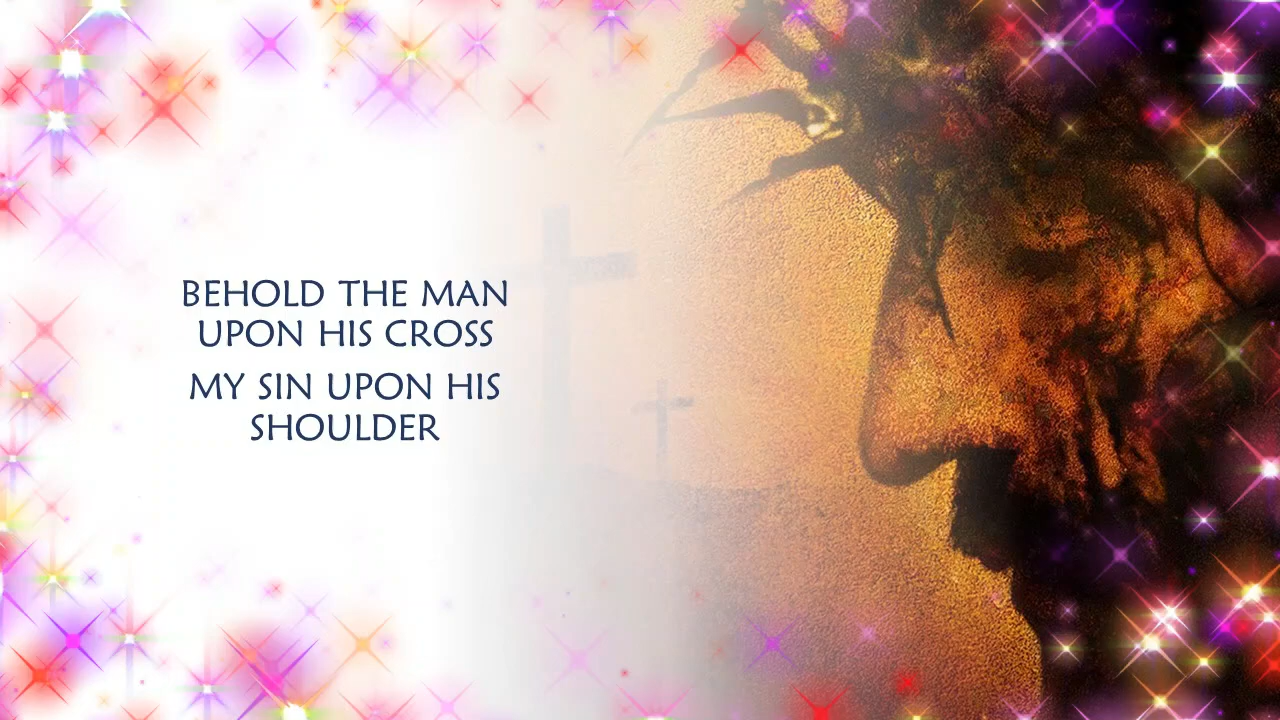 BEHOLD THE MAN
UPON HIS CROSS
MY SIN UPON HIS
SHOULDER